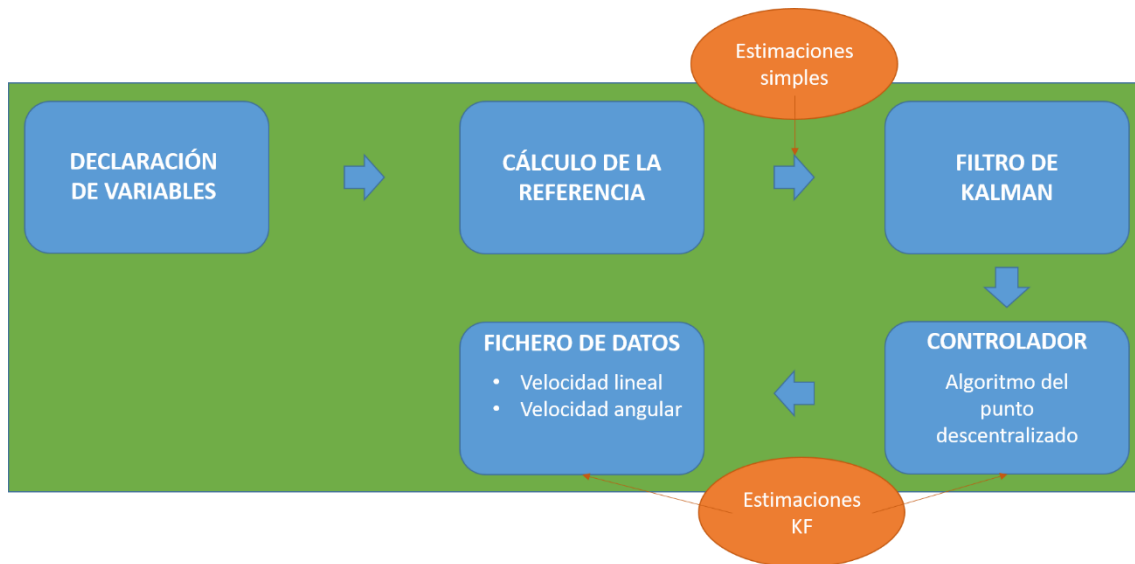 Estimaciones
simples
DECLARACIÓN
DE VARIABLES
CÁLCULO DE LA
REFERENCIA
FILTRO DE
KALMAN
FICHERO DE DATOS
• Velocidad lineal
• Velocidad angular
CONTROLADOR
Algoritmo del
punto
descentralizado
Estimaciones
KF